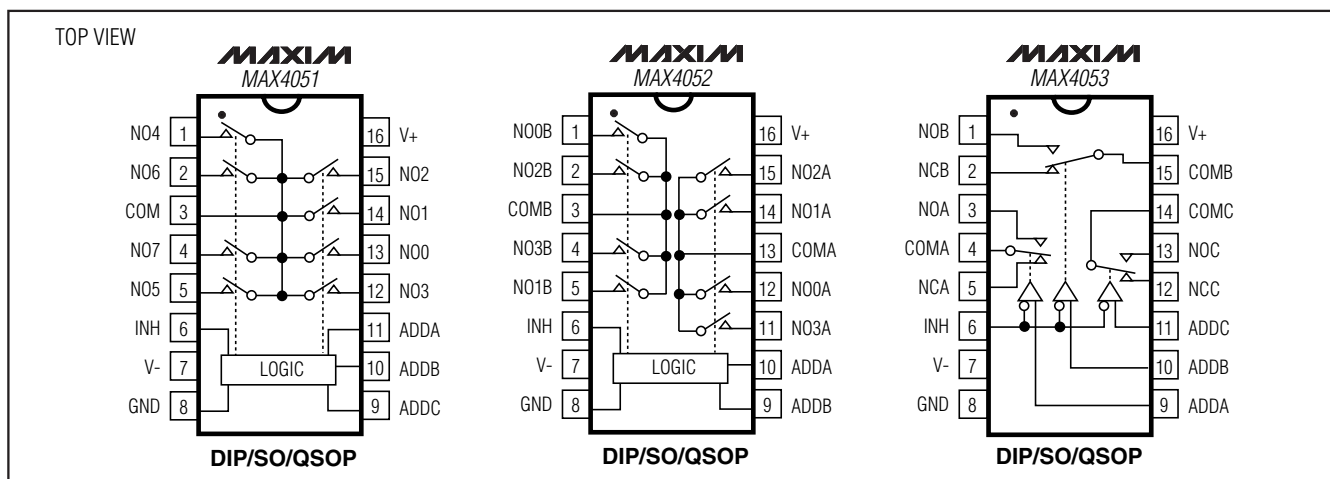 TOP VIEW
MAXIM
MAX4051
NO4 1 16 V+
NO6 2 15 NO2
COM 3 14 NO1
NO7 4 13 NO0
NO5 5 12 NO3
INH 6 11 ADDA
V- 7 LOGIC 10 ADDB
GND 8 9 ADDC
DIP/SO/QSOP
MAXIM
MAX4052
NO0B 1 16 V+
NO2B 2 15 NO2A
COMB 3 14 NO1A
NO3B 4 13 COMA
NO1B 5 12 NO0A
INH 6 11 NO3A
V- 7 LOGIC 10 ADDA
GND 8 9 ADDB
DIP/SO/QSOP
MAXIM
MAX4053
NOB 1 16 V+
NCB 2 15 COMB
NOA 3 14 COMC
COMA 4 13 NOC
NCA 5 12 NCC
INH 6 11 ADDC
V- 7 10 ADDB
GND 8 9 ADDA
DIP/SO/QSOP